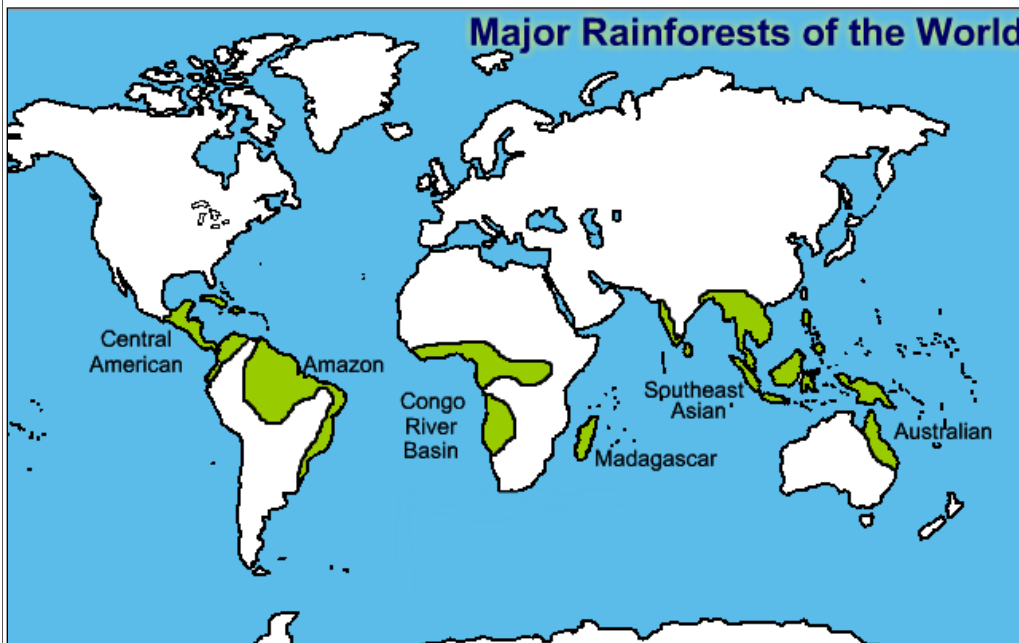 Major Rainforests of the World
Central
American
Amazon
Congo
River
Basin
Madagascar
Southeast
Asian
Australian